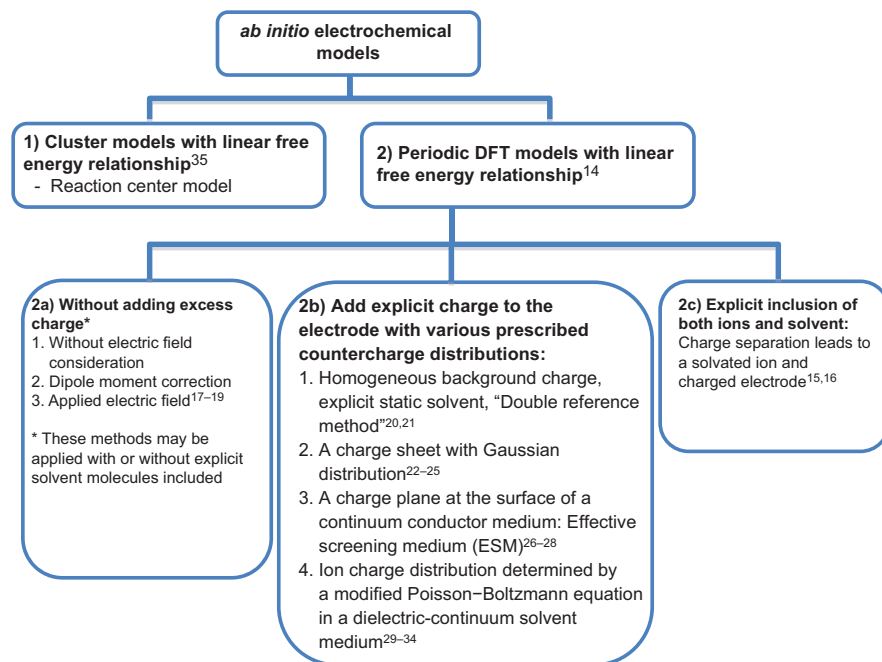 ab initio electrochemical
models
1) Cluster models with linear free
energy relationship35
- Reaction center model
2) Periodic DFT models with linear
free energy relationship14
2a) Without adding excess
charge*
1. Without electric field
consideration
2. Dipole moment correction
3. Applied electric field17–19
* These methods may be
applied with or without explicit
solvent molecules included
2b) Add explicit charge to the
electrode with various prescribed
countercharge distributions:
1. Homogeneous background charge,
explicit static solvent, “Double reference
method”20,21
2. A charge sheet with Gaussian
distribution22–25
3. A charge plane at the surface of a
continuum conductor medium: Effective
screening medium (ESM)26–28
4. Ion charge distribution determined by
a modified Poisson−Boltzmann equation
in a dielectric-continuum solvent
medium29–34
2c) Explicit inclusion of
both ions and solvent:
Charge separation leads to
a solvated ion and
charged electrode15,16